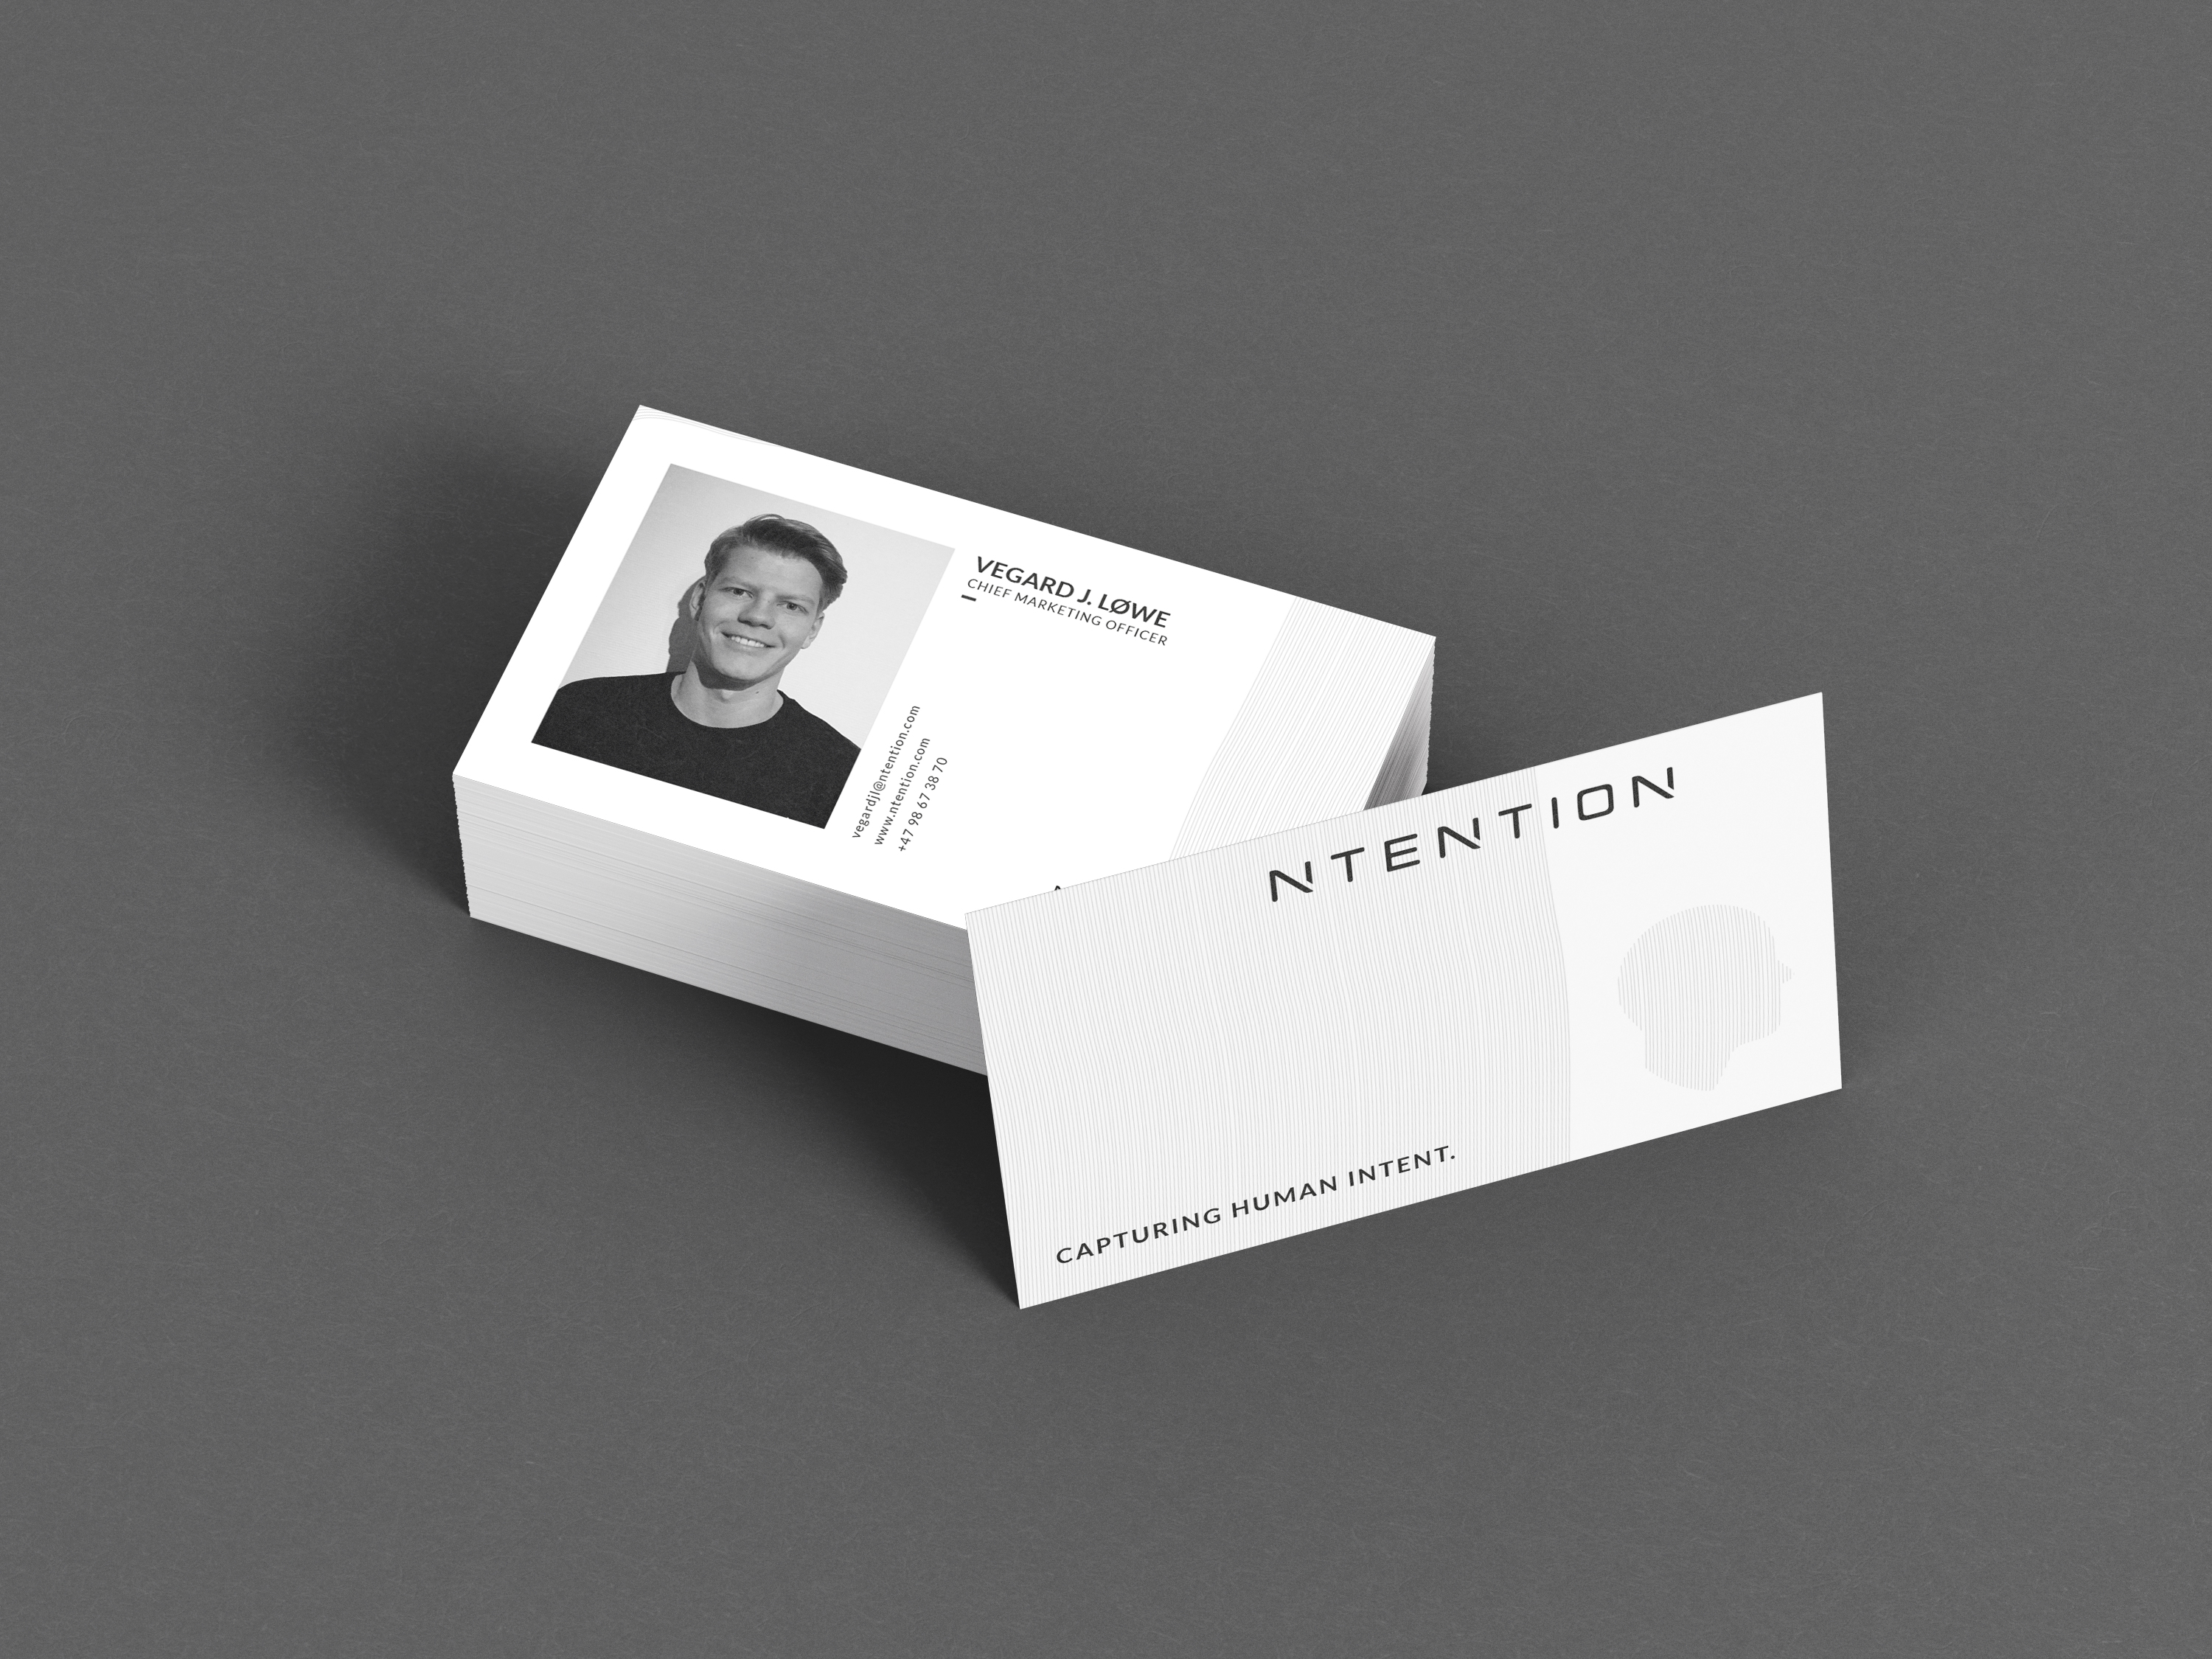 VEGARD J. LØWE
CHIEF MARKETING OFFICER
vegardjl@ntention.com
www.ntention.com
+47 98 67 38 70
NTENTION
CAPTURING HUMAN INTENT.